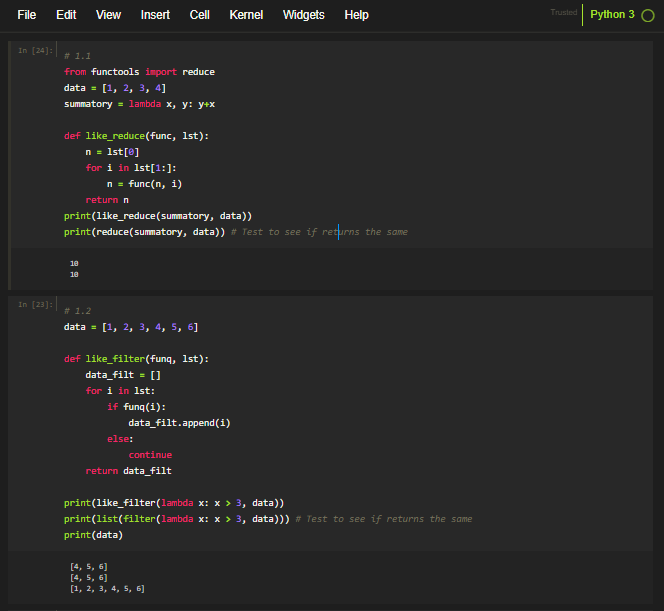 File Edit View Insert Cell Kernel Widgets Help Trusted Python 3
In [24]:
# 1.1
from functools import reduce
data = [1, 2, 3, 4]
summatory = lambda x, y: y+x
def like_reduce(func, lst):
    n = lst[0]
    for i in lst[1:]:
        n = func(n, i)
    return n
print(like_reduce(summatory, data))
print(reduce(summatory, data)) # Test to see if returns the same
10
10
In [23]:
# 1.2
data = [1, 2, 3, 4, 5, 6]
def like_filter(funq, lst):
    data_filt = []
    for i in lst:
        if funq(i):
            data_filt.append(i)
        else:
            continue
    return data_filt
print(like_filter(lambda x: x > 3, data))
print(list(filter(lambda x: x > 3, data))) # Test to see if returns the same
print(data)
[4, 5, 6]
[4, 5, 6]
[1, 2, 3, 4, 5, 6]